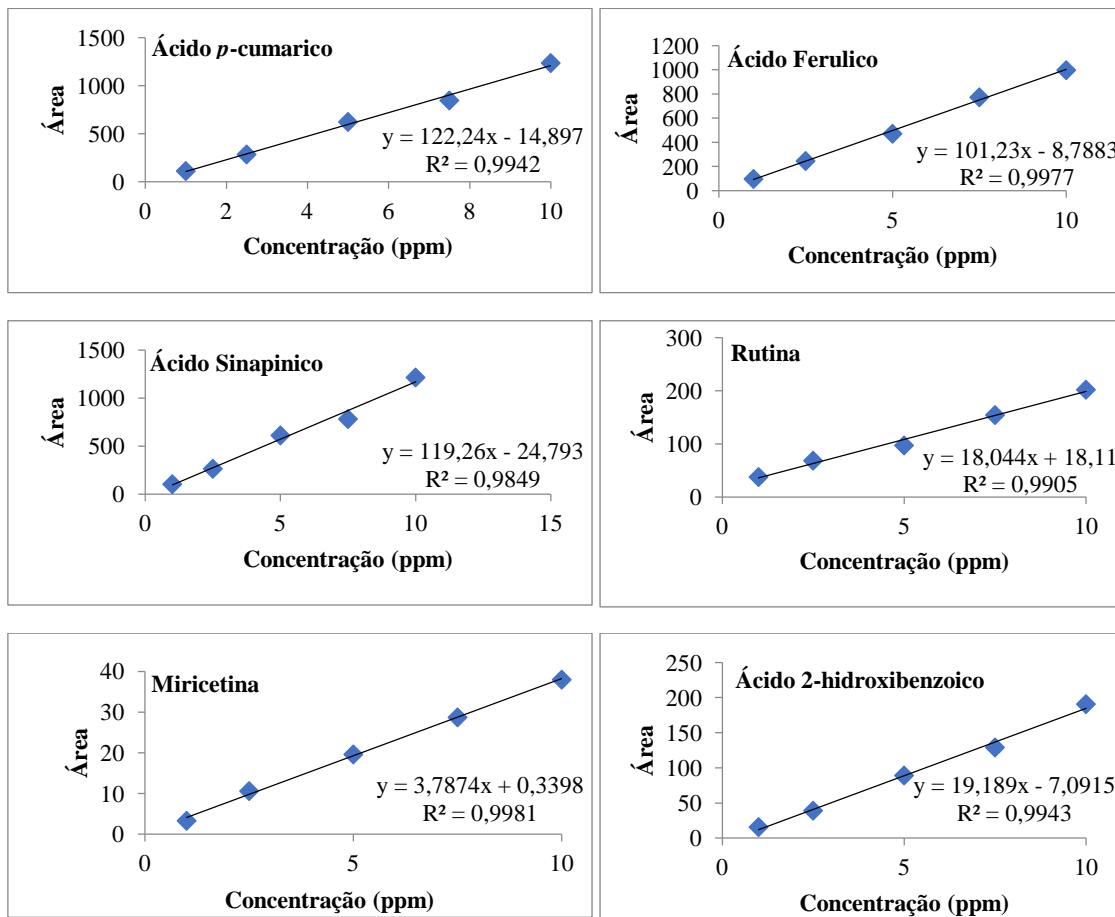 Ácido p-cumarico
Área
1500
1000
500
0
0 2 4 6 8 10
y = 122,24x - 14,897
R² = 0,9942
Concentração (ppm)
Ácido Ferulico
Área
1200
1000
800
600
400
200
0
0 5 10
y = 101,23x - 8,7883
R² = 0,9977
Concentração (ppm)
Ácido Sinapinico
Área
1500
1000
500
0
0 5 10 15
y = 119,26x - 24,793
R² = 0,9849
Concentração (ppm)
Rutina
Área
300
200
100
0
0 5 10
y = 18,044x + 18,11
R² = 0,9905
Concentração (ppm)
Miricetina
Área
40
30
20
10
0
0 5 10
y = 3,7874x + 0,3398
R² = 0,9981
Concentração (ppm)
Ácido 2-hidroxibenzoico
Área
250
200
150
100
50
0
0 5 10
y = 19,189x - 7,0915
R² = 0,9943
Concentração (ppm)